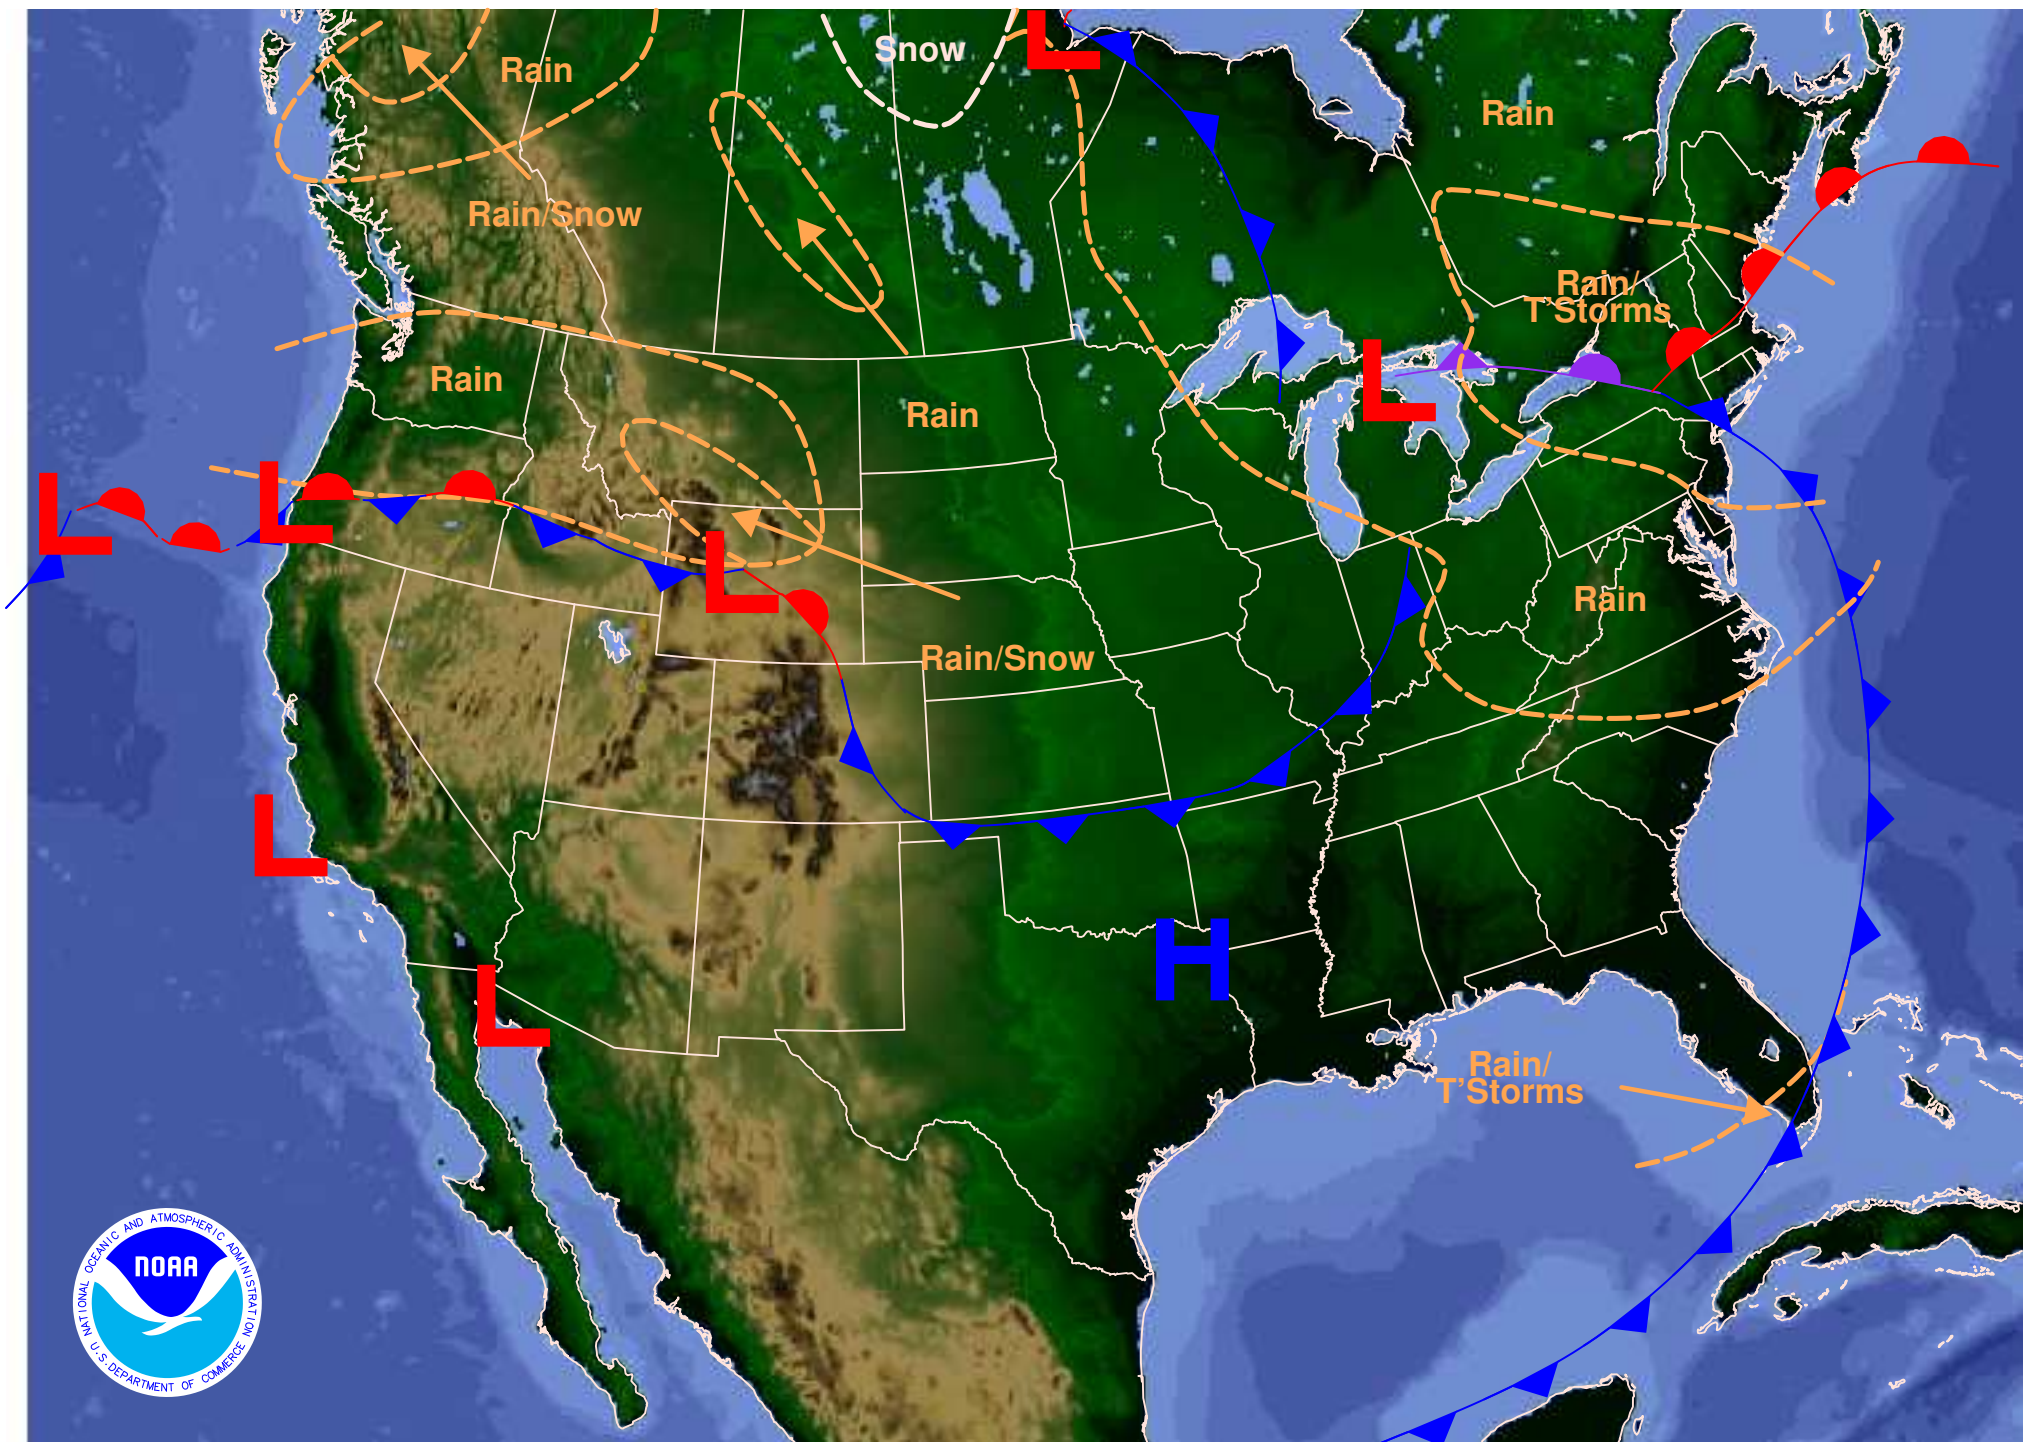 Snow
L
Rain
Rain
Rain/Snow
Rain/
T'Storms
Rain
L
Rain
L
L
L
Rain
Rain/Snow
L
H
L
Rain/
T'Storms
NATIONAL OCEANIC AND ATMOSPHERIC ADMINISTRATION
NOAA
U.S. DEPARTMENT OF COMMERCE